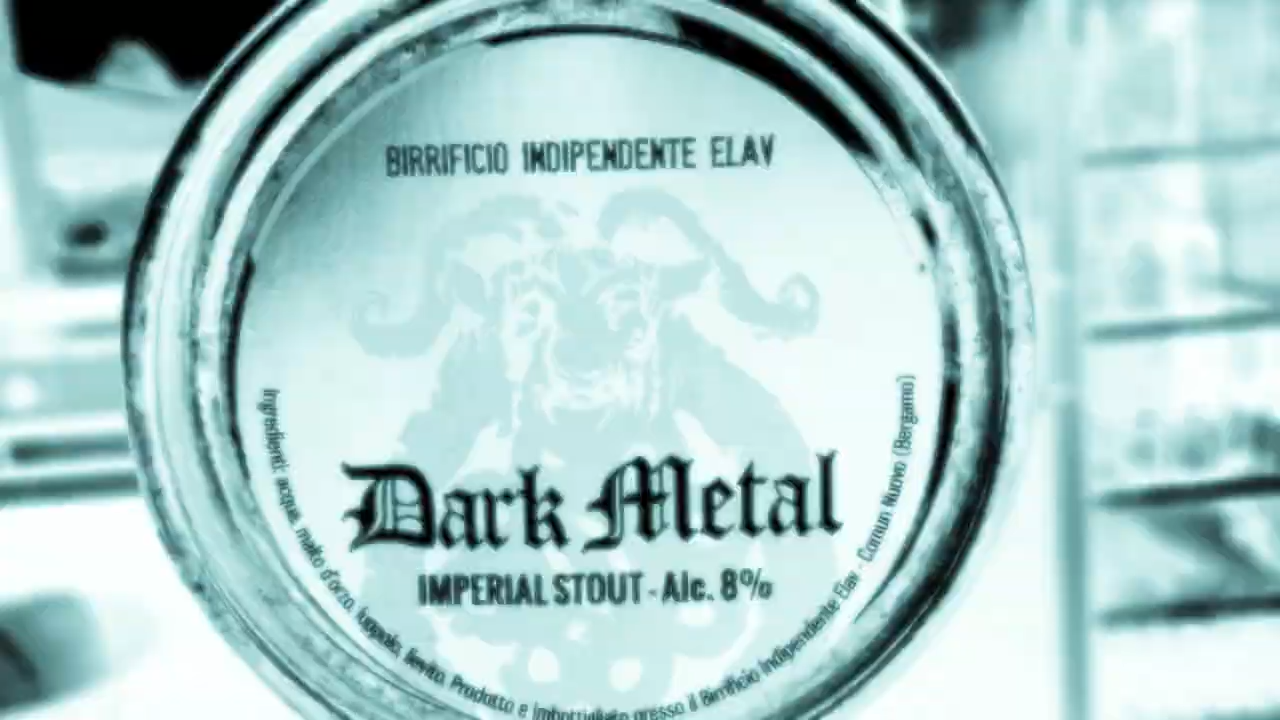 BIRRIFICIO INDIPENDENTE ELAV
Dark Metal
IMPERIAL STOUT - Alc. 8%
Ingredienti: acqua, malto d'orzo, luppolo, lievito. Prodotto e imbottigliato presso il Birrificio Indipendente Elav - Comun Nuovo (Bergamo)